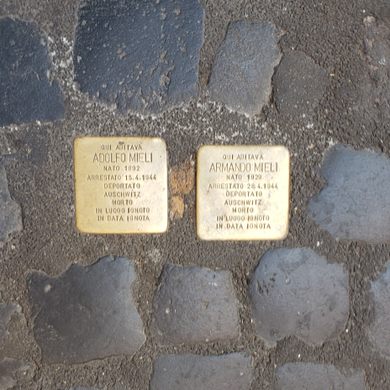 QUI ABITAVA
ADOLFO MIELI
NATO 1892
ARRESTATO 15.4.1944
DEPORTATO
AUSCHWITZ
MORTO
IN LUOGO IGNOTO
IN DATA IGNOTA
QUI ABITAVA
ARMANDO MIELI
NATO 1929
ARRESTATO 28.4.1944
DEPORTATO
AUSCHWITZ
MORTO
IN LUOGO IGNOTO
IN DATA IGNOTA